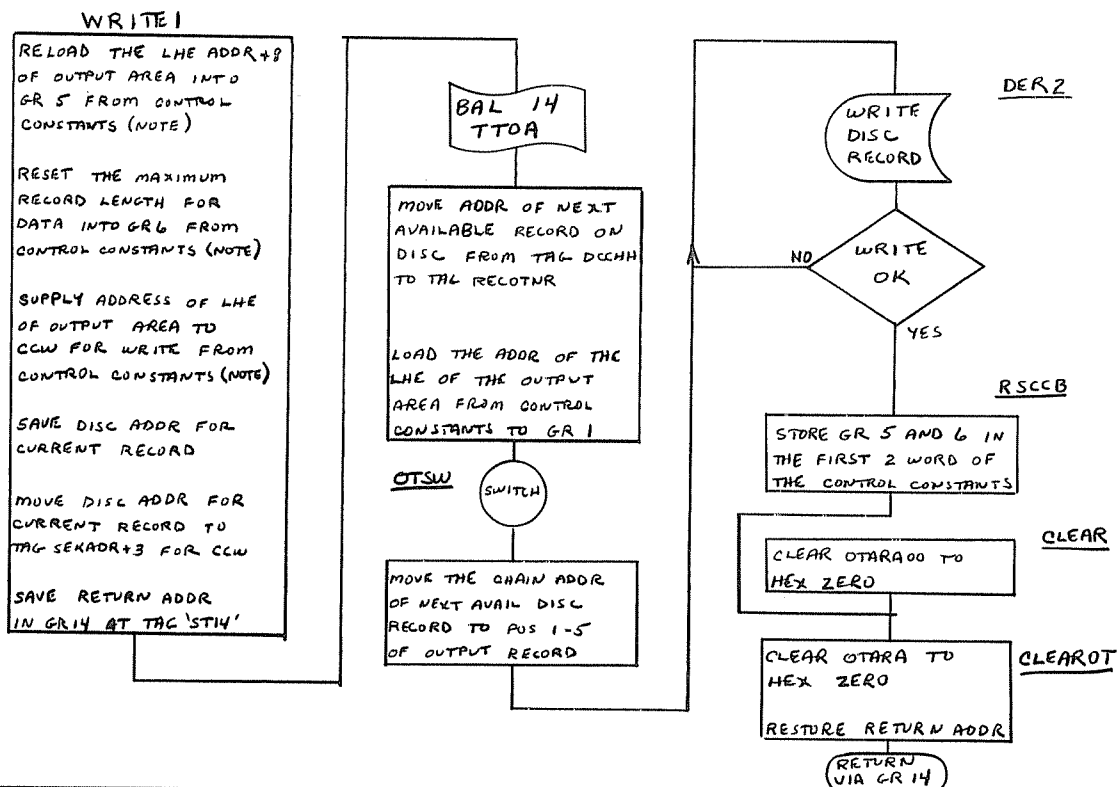 WRITE1
RELOAD THE LHE ADDR+8
OF OUTPUT AREA INTO
GR 5 FROM CONTROL
CONSTANTS (NOTE)
RESET THE MAXIMUM
RECORD LENGTH FOR
DATA INTO GR6 FROM
CONTROL CONSTANTS (NOTE)
SUPPLY ADDRESS OF LHE
OF OUTPUT AREA TO
CCW FOR WRITE FROM
CONTROL CONSTANTS (NOTE)
SAVE DISC ADDR FOR
CURRENT RECORD
MOVE DISC ADDR FOR
CURRENT RECORD TO
TAG SEKADR+3 FOR CCW
SAVE RETURN ADDR
IN GR14 AT TAG 'ST14'
BAL 14
TTOA
MOVE ADDR OF NEXT
AVAILABLE RECORD ON
DISC FROM TAG DCCHH
TO TAG RECOTNR
LOAD THE ADDR OF THE
LHE OF THE OUTPUT
AREA FROM CONTROL
CONSTANTS TO GR 1
OTSW
SWITCH
MOVE THE CHAIN ADDR
OF NEXT AVAIL DISC
RECORD TO POS 1-5
OF OUTPUT RECORD
DER2
WRITE
DISC
RECORD
NO
WRITE
OK
YES
RSCCB
STORE GR 5 AND 6 IN
THE FIRST 2 WORD OF
THE CONTROL CONSTANTS
CLEAR
CLEAR OTARA00 TO
HEX ZERO
CLEAROT
CLEAR OTARA TO
HEX ZERO
RESTORE RETURN ADDR
RETURN
VIA GR 14